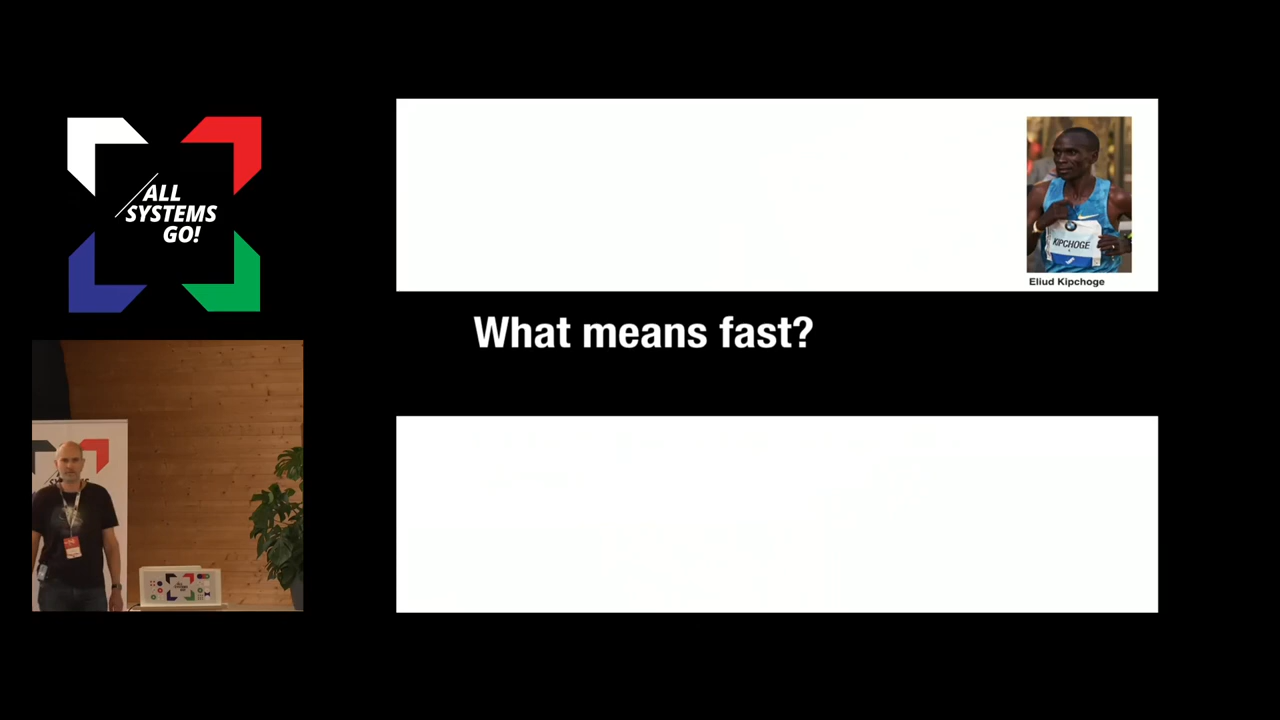 ALL
SYSTEMS
GO!
KIPCHOGE
Eliud Kipchoge
What means fast?